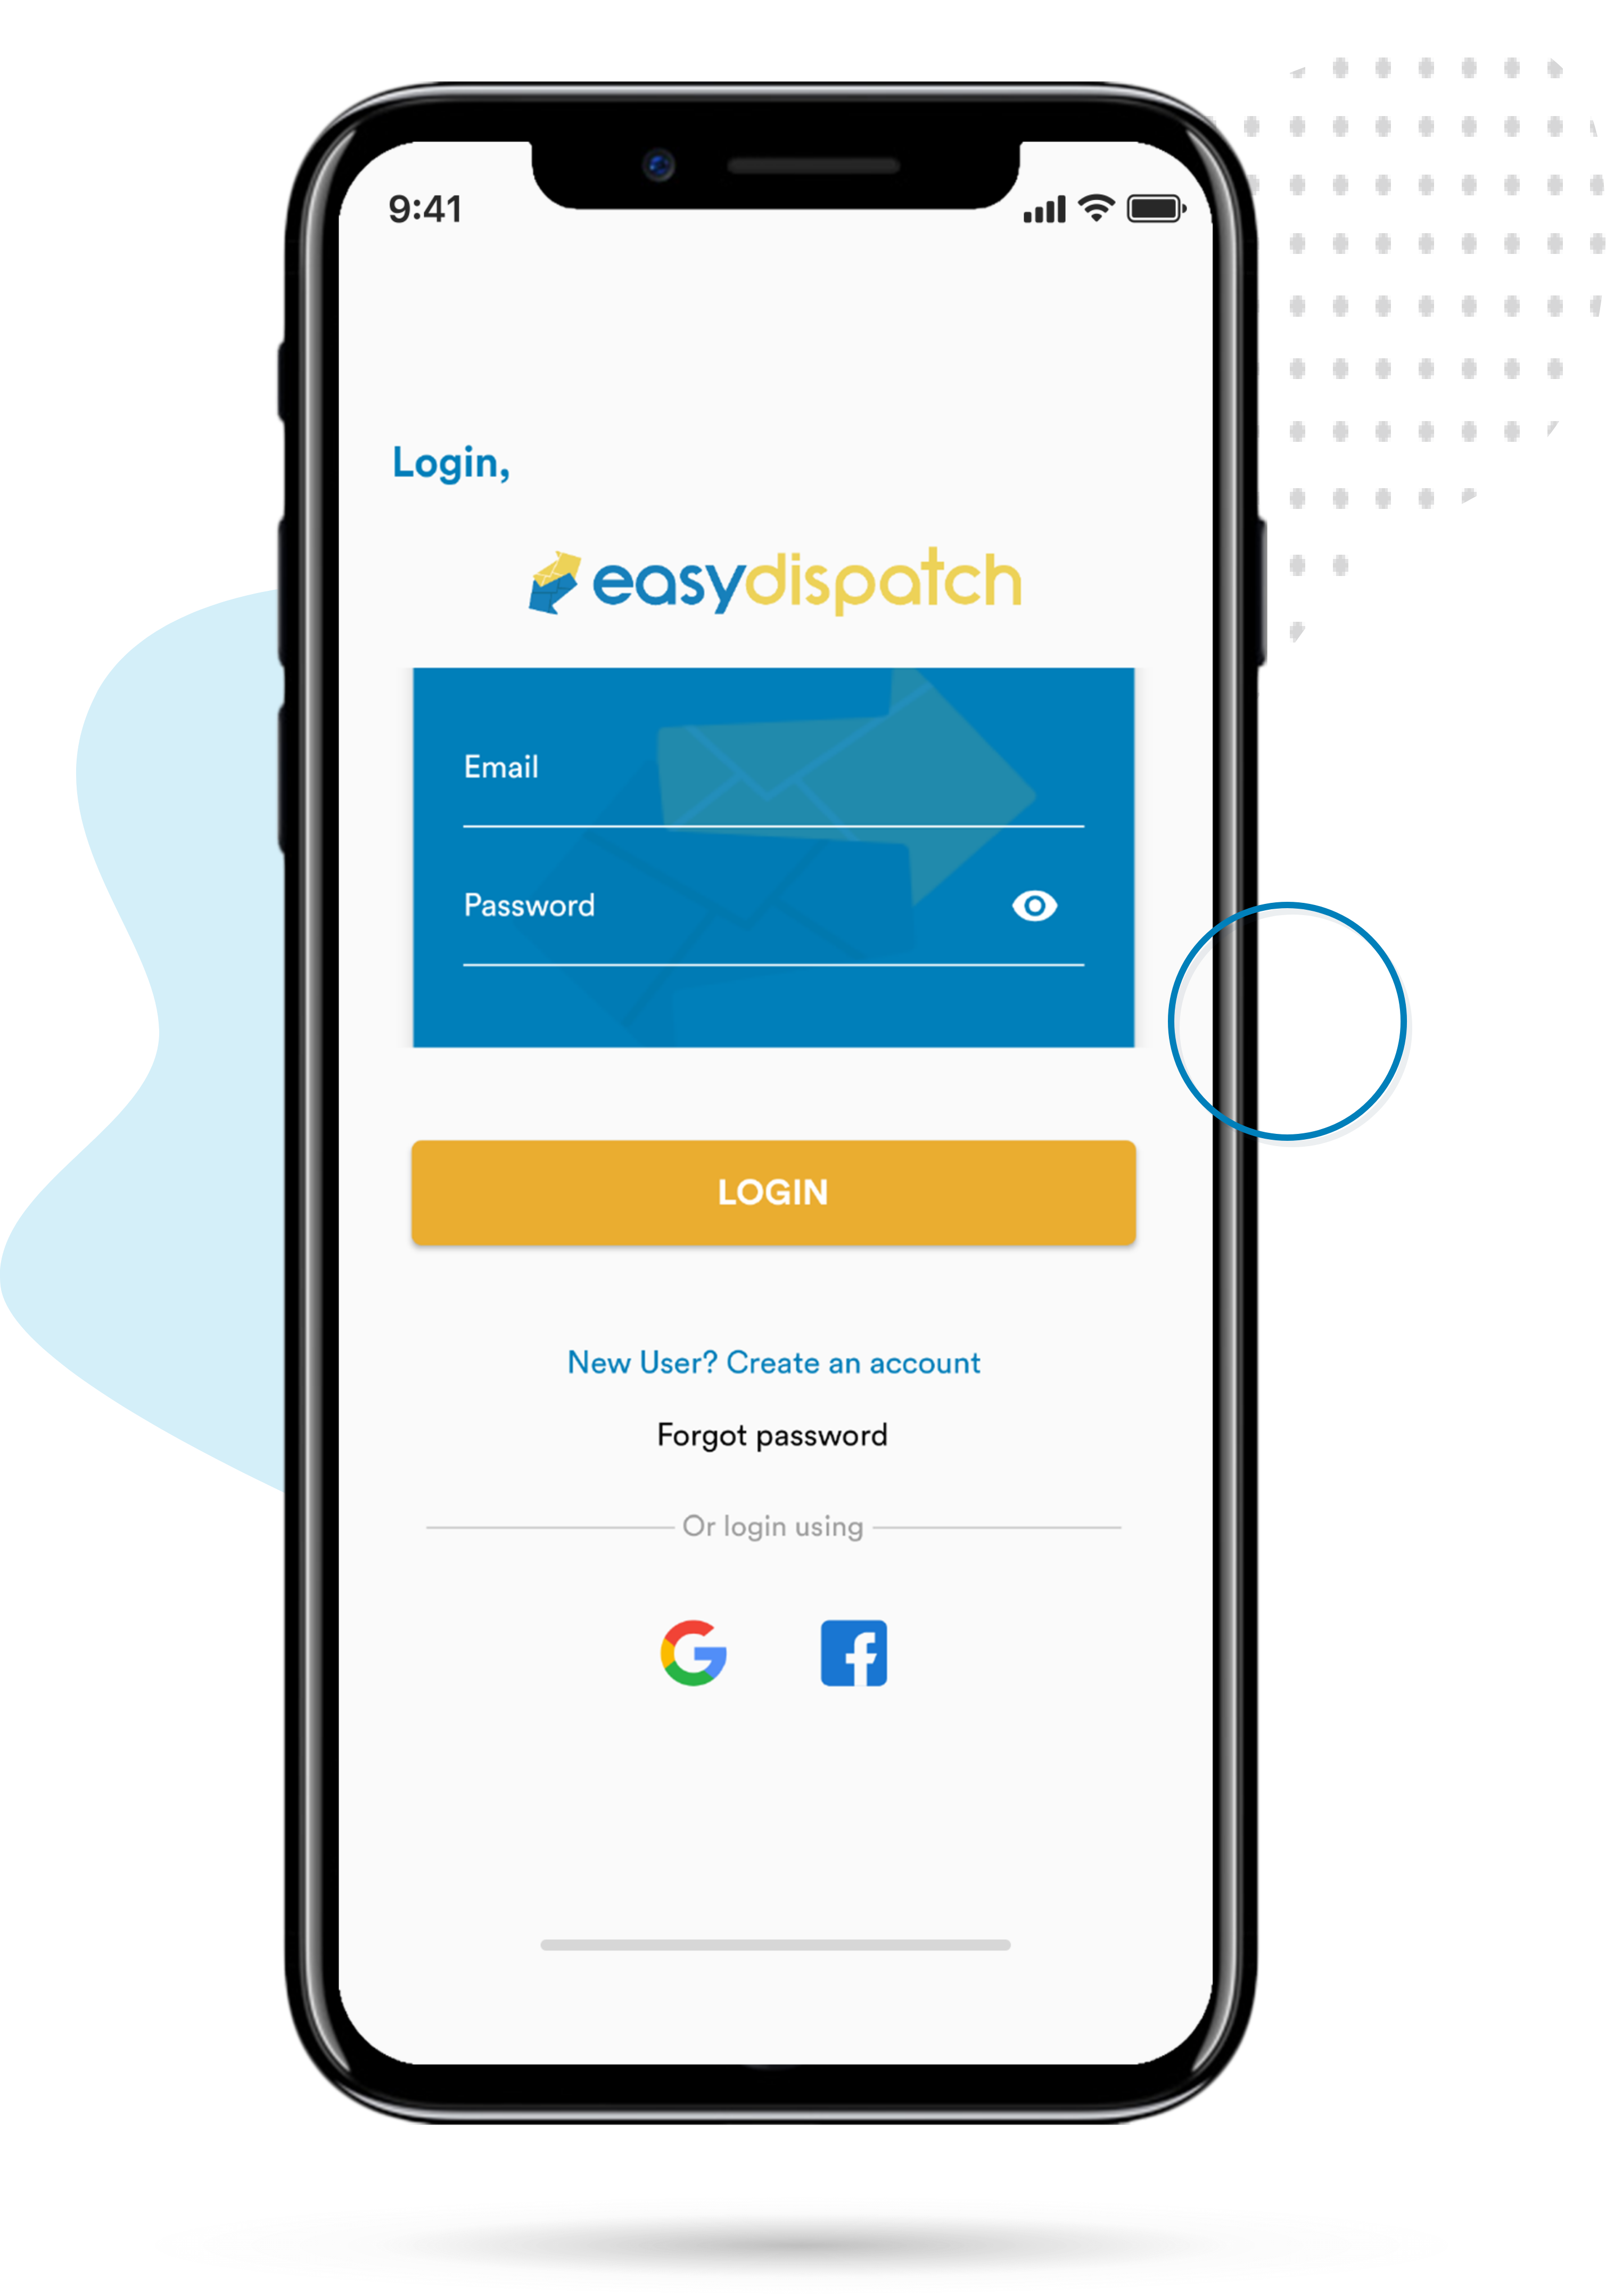 9:41
Login,
easydispatch
Email
Password
LOGIN
New User? Create an account
Forgot password
Or login using